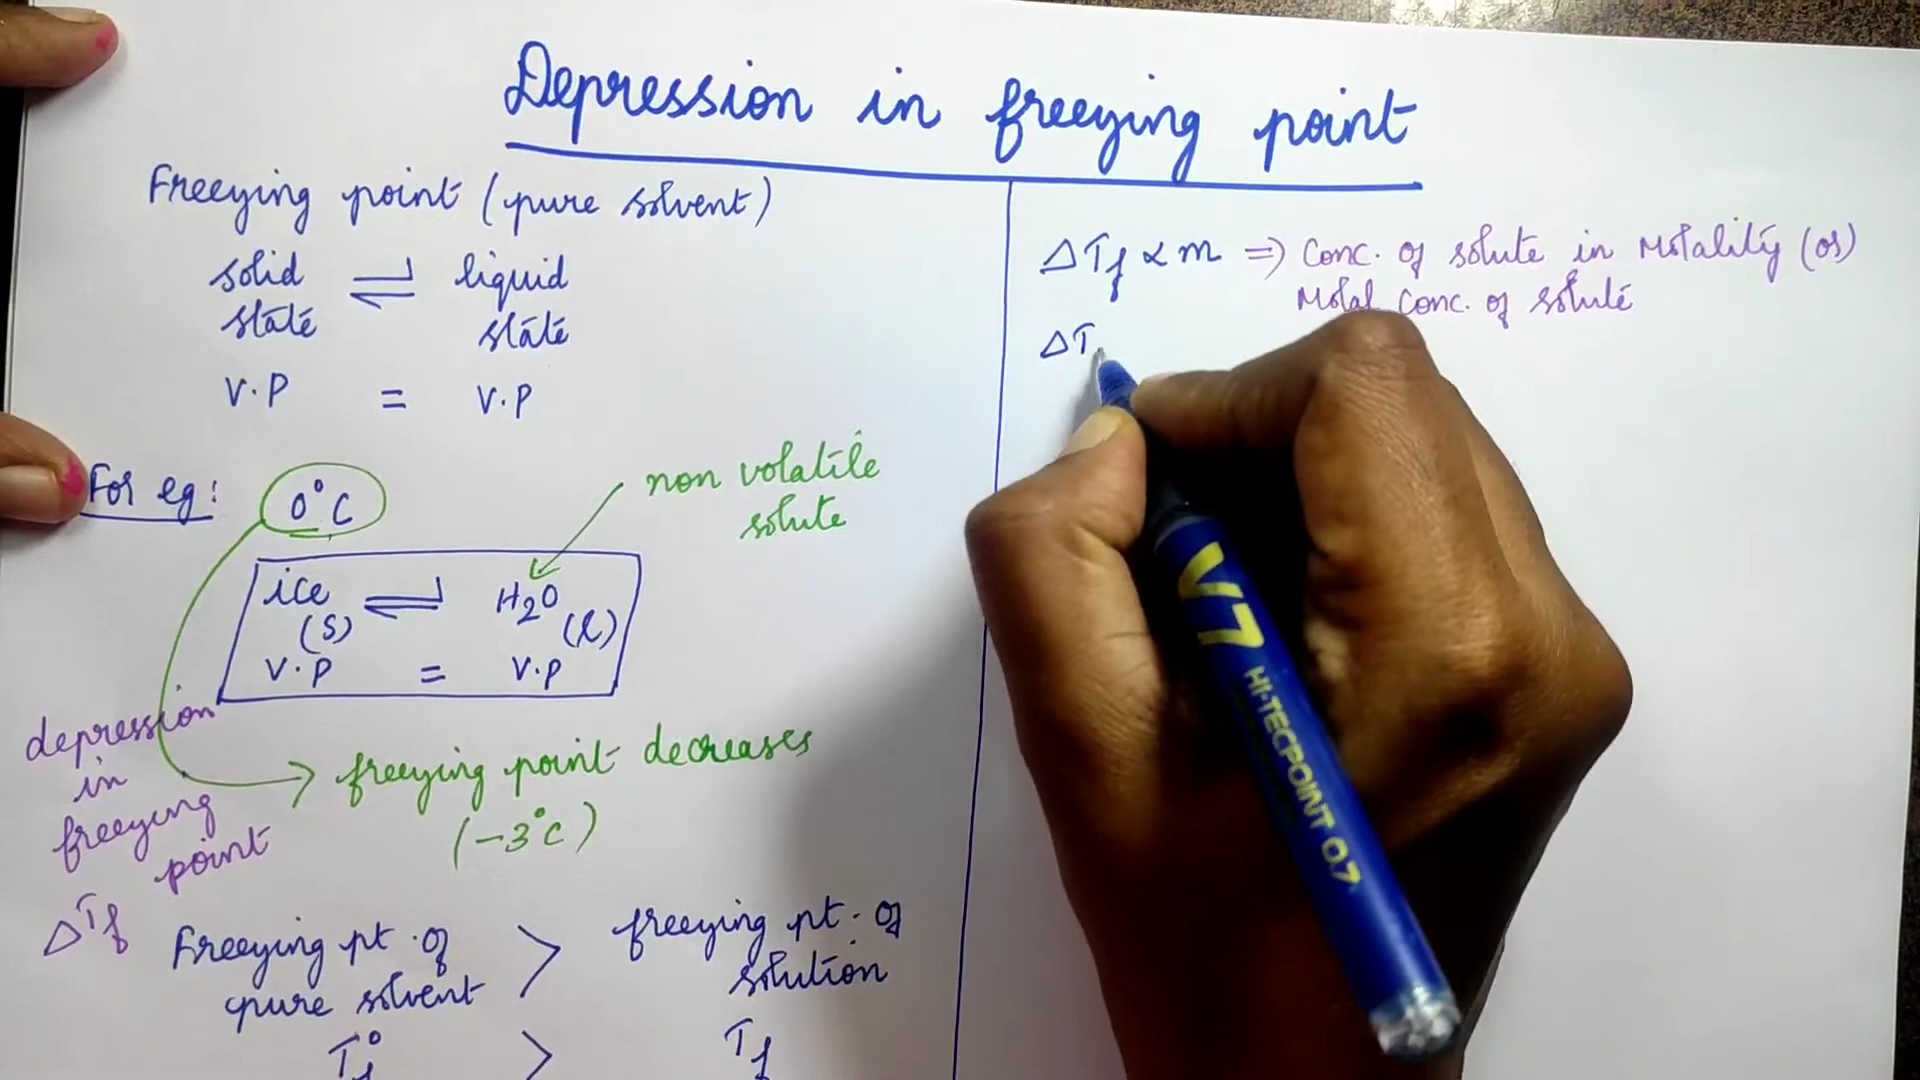 Depression in freezing point
Freezing point (pure solvent)
solid ⇌ liquid
state state
V.P = V.P
For eg: 0°C
non volatile
solute
ice ⇌ H2O
(s) (l)
V.P = V.P
depression
in
freezing
point
ΔTf
freezing point decreases
(-3°C)
Freezing pt. of > freezing pt. of
pure solvent solution
Tf° > Tf
ΔTf ∝ m ⇒ Conc. of solute in Molality (or)
Molal conc. of solute
ΔT
V7
HI-TECPOINT 0.7